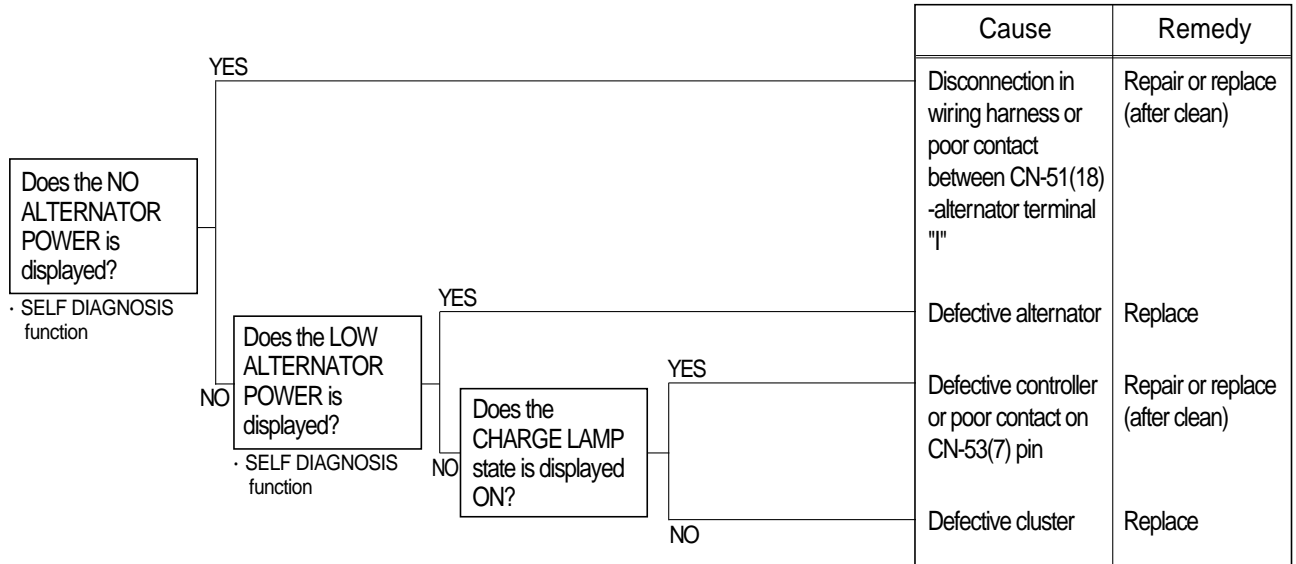 Cause
Remedy
YES
Disconnection in
wiring harness or
poor contact
between CN-51(18)
-alternator terminal
"I"
Repair or replace
(after clean)
Does the NO
ALTERNATOR
POWER is
displayed?
· SELF DIAGNOSIS
function
NO
Does the LOW
ALTERNATOR
POWER is
displayed?
· SELF DIAGNOSIS
function
YES
Defective alternator
Replace
NO
Does the
CHARGE LAMP
state is displayed
ON?
YES
Defective controller
or poor contact on
CN-53(7) pin
Repair or replace
(after clean)
NO
Defective cluster
Replace